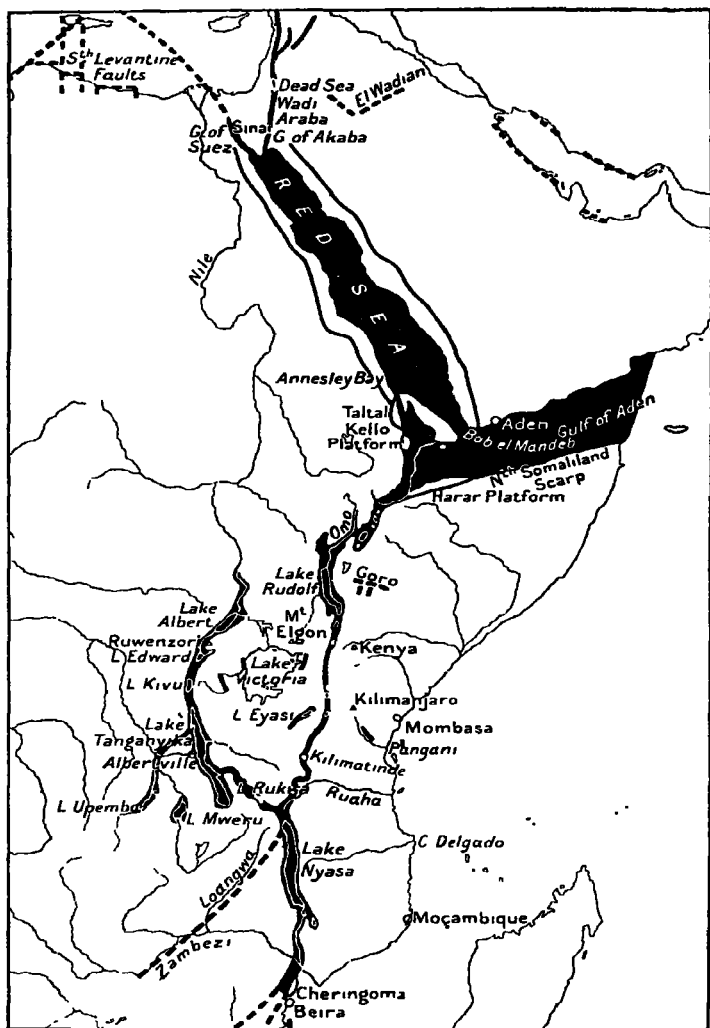 Sth Levantine
Faults
Dead Sea
Wadi
Araba
El Wadian
G. of
Suez
Sinai
G of Akaba
RED SEA
Nile
Annesley Bay
Taltal
Kello
Platform
Aden
Gulf of Aden
Bab el Mandeb
Nth Somaliland
Scarp
Harar Platform
Omo
Lake
Rudolf
Goro
Lake
Albert
Mt
Elgon
Ruwenzori
L Edward
Kenya
Lake
Victoria
L Kivu
L Eyasi
Kilimanjaro
Mombasa
Pangani
Lake
Tanganyika
Albertville
Kilimatinde
L Rukwa
Ruaha
L Upemba
L Mweru
Lake
Nyasa
C Delgado
Loangwa
Zambezi
Moçambique
Cheringoma
Beira